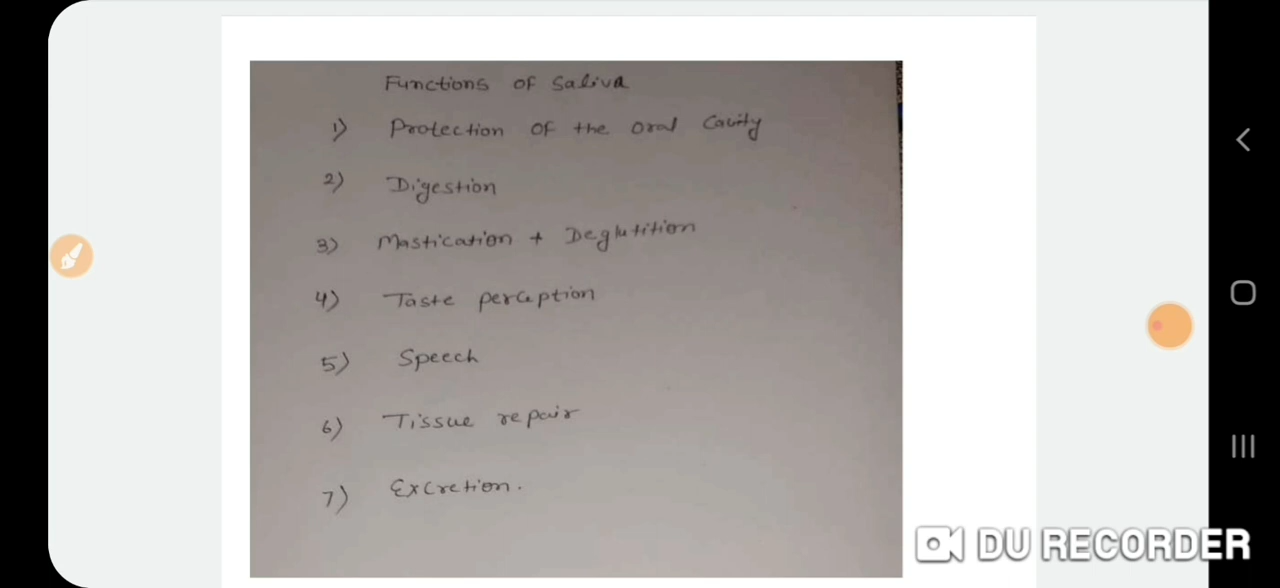 Functions of Saliva
1) Protection of the oral cavity
2) Digestion
3) Mastication + Deglutition
4) Taste perception
5) Speech
6) Tissue repair
7) Excretion.
DU RECORDER